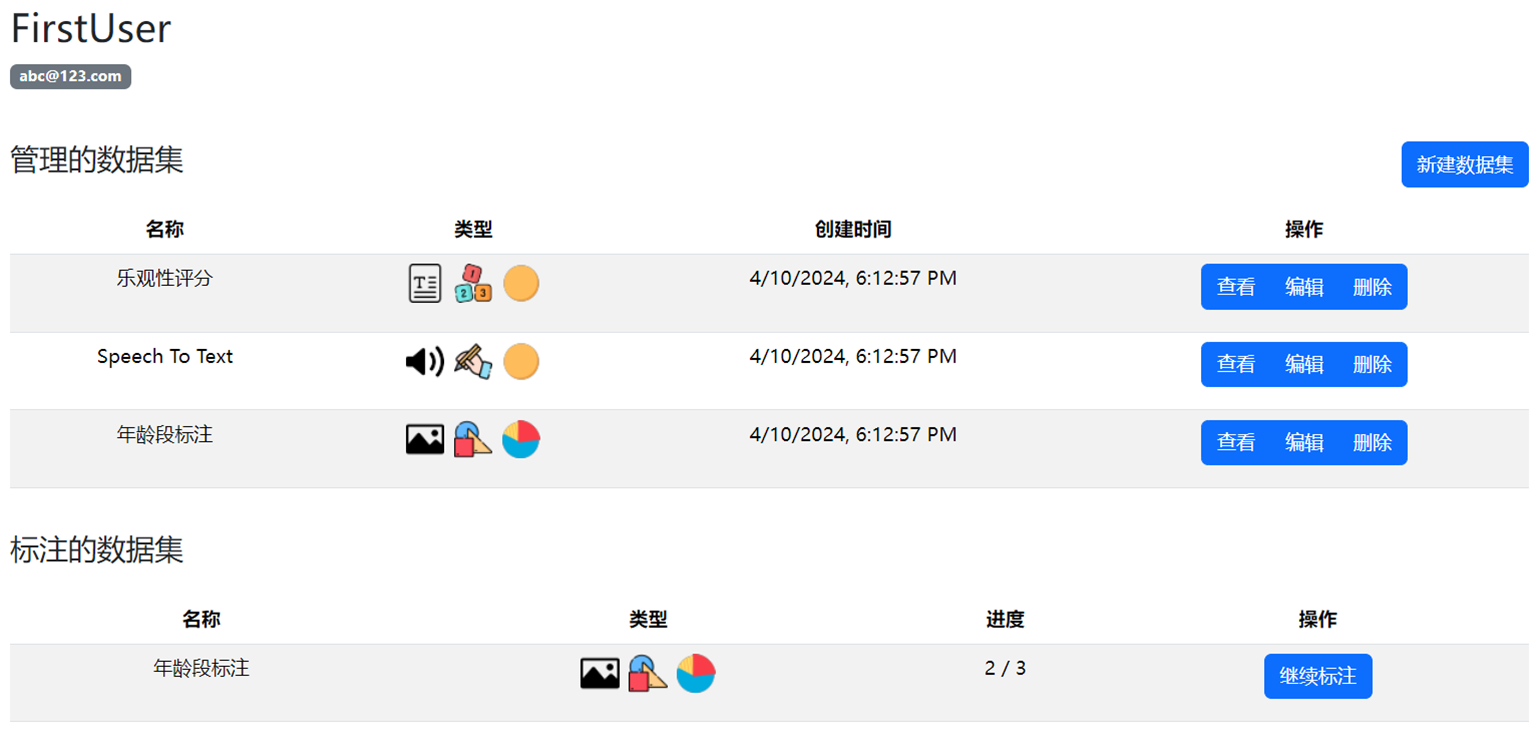 FirstUser
abc@123.com
管理的数据集
新建数据集
名称 类型 创建时间 操作
乐观性评分 TE 1 2 3 4/10/2024, 6:12:57 PM 查看 编辑 删除
Speech To Text 4/10/2024, 6:12:57 PM 查看 编辑 删除
年龄段标注 4/10/2024, 6:12:57 PM 查看 编辑 删除
标注的数据集
名称 类型 进度 操作
年龄段标注 2 / 3 继续标注